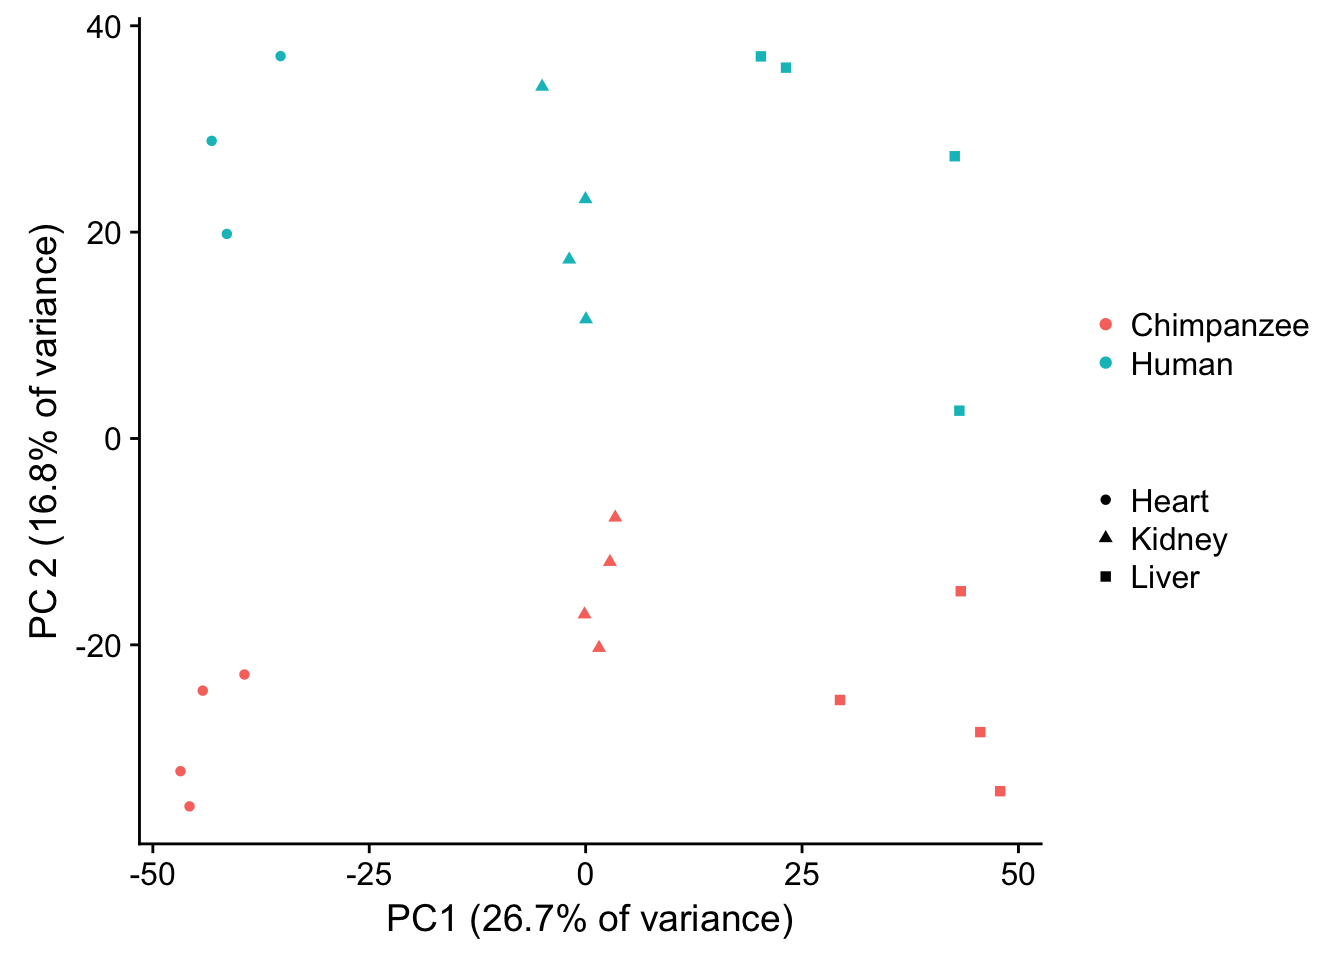 40
20
0
-20
PC 2 (16.8% of variance)
-50 -25 0 25 50
PC1 (26.7% of variance)
Chimpanzee
Human
Heart
Kidney
Liver